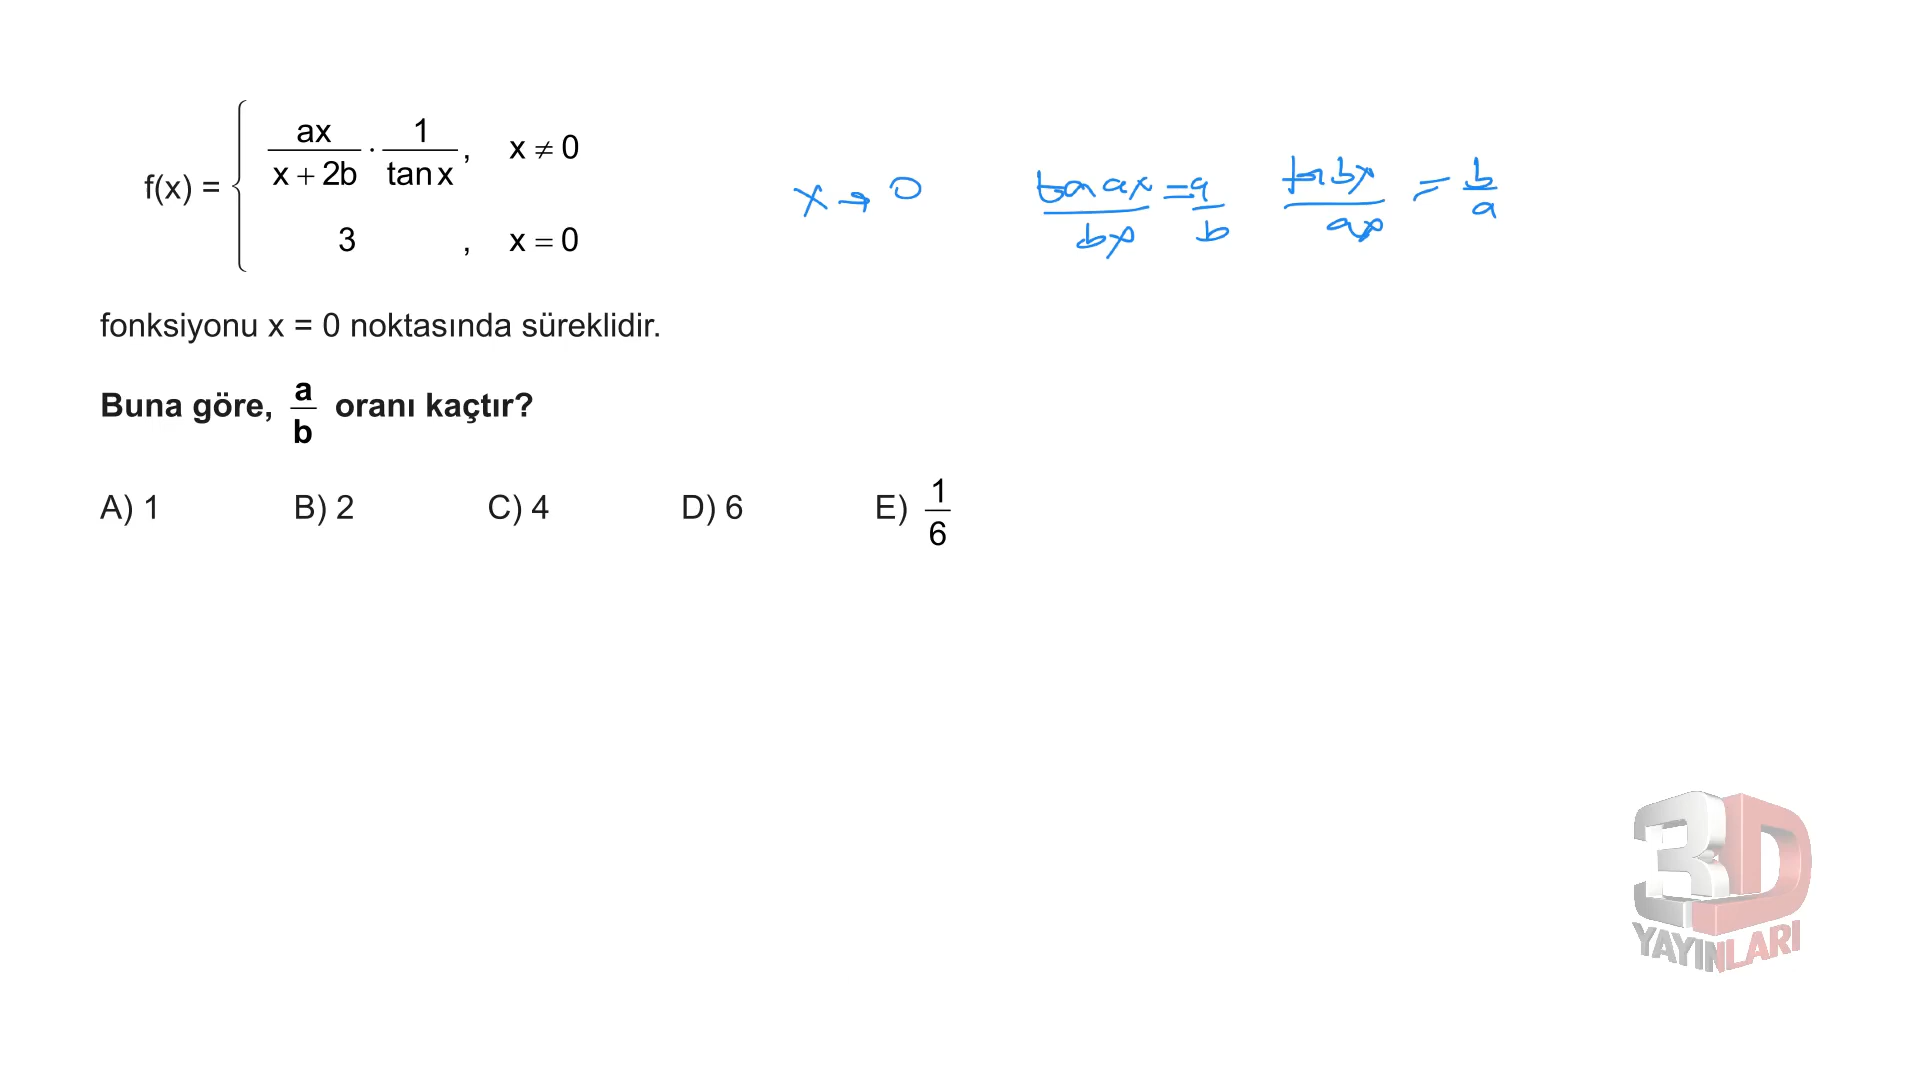 f(x) = { ax/(x + 2b) · 1/tan x, x ≠ 0
3 , x = 0
x → 0 tan ax/bx = a/b tan bx/ax = b/a
fonksiyonu x = 0 noktasında süreklidir.
Buna göre, a/b oranı kaçtır?
A) 1 B) 2 C) 4 D) 6 E) 1/6
3D
YAYINLARI